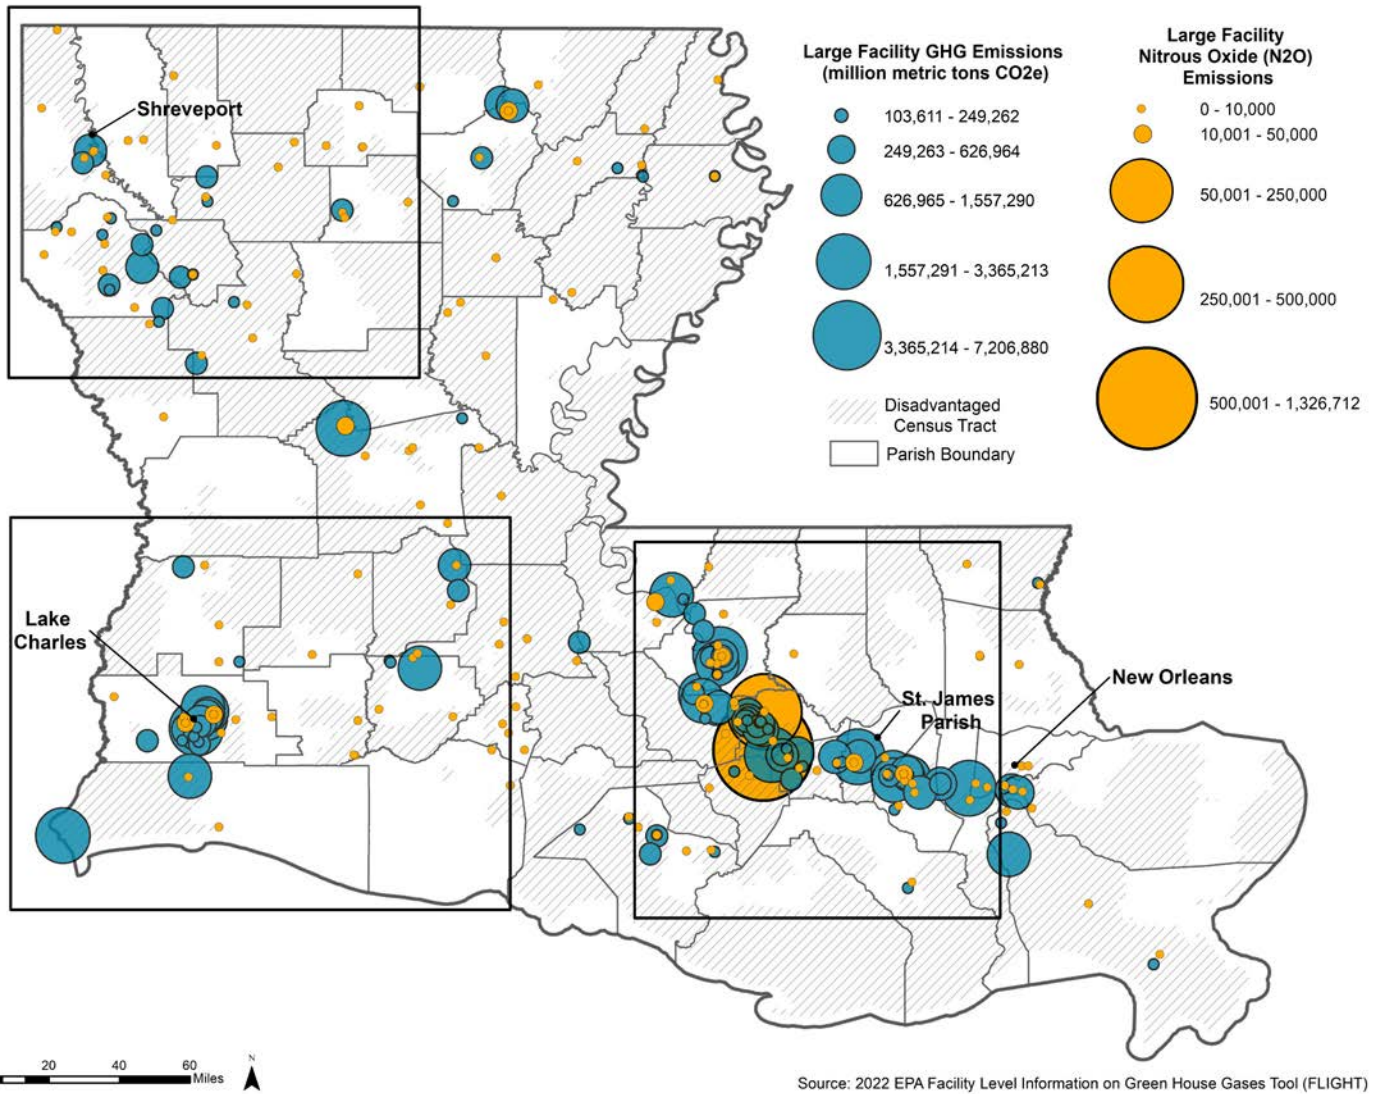 Large Facility GHG Emissions
(million metric tons CO2e)
103,611 - 249,262
249,263 - 626,964
626,965 - 1,557,290
1,557,291 - 3,365,213
3,365,214 - 7,206,880
Disadvantaged
Census Tract
Parish Boundary
Large Facility
Nitrous Oxide (N2O)
Emissions
0 - 10,000
10,001 - 50,000
50,001 - 250,000
250,001 - 500,000
500,001 - 1,326,712
Shreveport
Lake
Charles
St. James
Parish
New Orleans
20
40
60
Miles
N
Source: 2022 EPA Facility Level Information on Green House Gases Tool (FLIGHT)